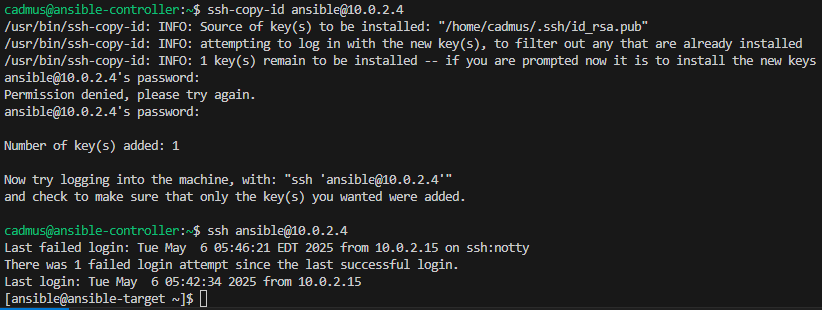 cadmus@ansible-controller:~$ ssh-copy-id ansible@10.0.2.4
/usr/bin/ssh-copy-id: INFO: Source of key(s) to be installed: "/home/cadmus/.ssh/id_rsa.pub"
/usr/bin/ssh-copy-id: INFO: attempting to log in with the new key(s), to filter out any that are already installed
/usr/bin/ssh-copy-id: INFO: 1 key(s) remain to be installed -- if you are prompted now it is to install the new keys
ansible@10.0.2.4's password:
Permission denied, please try again.
ansible@10.0.2.4's password:
Number of key(s) added: 1
Now try logging into the machine, with: "ssh 'ansible@10.0.2.4'"
and check to make sure that only the key(s) you wanted were added.
cadmus@ansible-controller:~$ ssh ansible@10.0.2.4
Last failed login: Tue May  6 05:46:21 EDT 2025 from 10.0.2.15 on ssh:notty
There was 1 failed login attempt since the last successful login.
Last login: Tue May  6 05:42:34 2025 from 10.0.2.15
[ansible@ansible-target ~]$